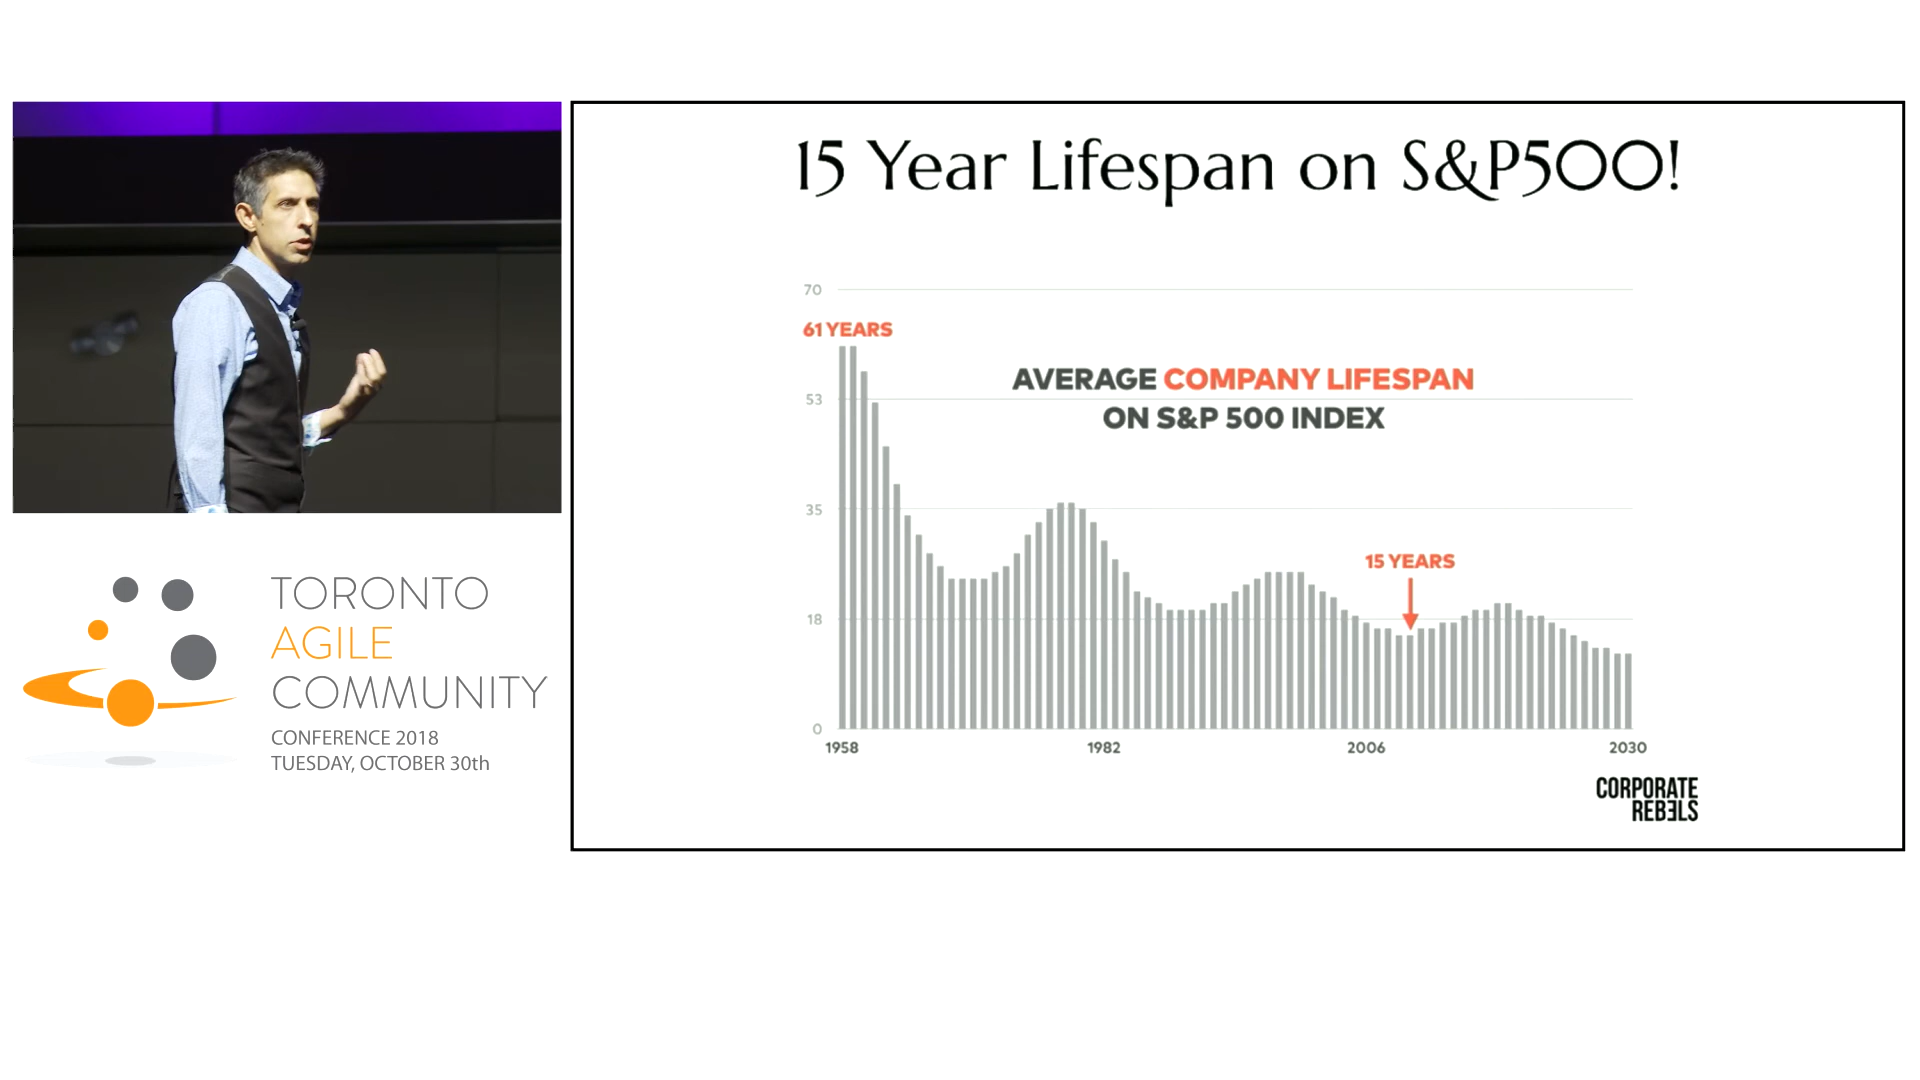 15 Year Lifespan on S&P500!
70
61 YEARS
AVERAGE COMPANY LIFESPAN
53
ON S&P 500 INDEX
35
15 YEARS
18
0
1958 1982 2006 2030
CORPORATE
REBELS
TORONTO
AGILE
COMMUNITY
CONFERENCE 2018
TUESDAY, OCTOBER 30th